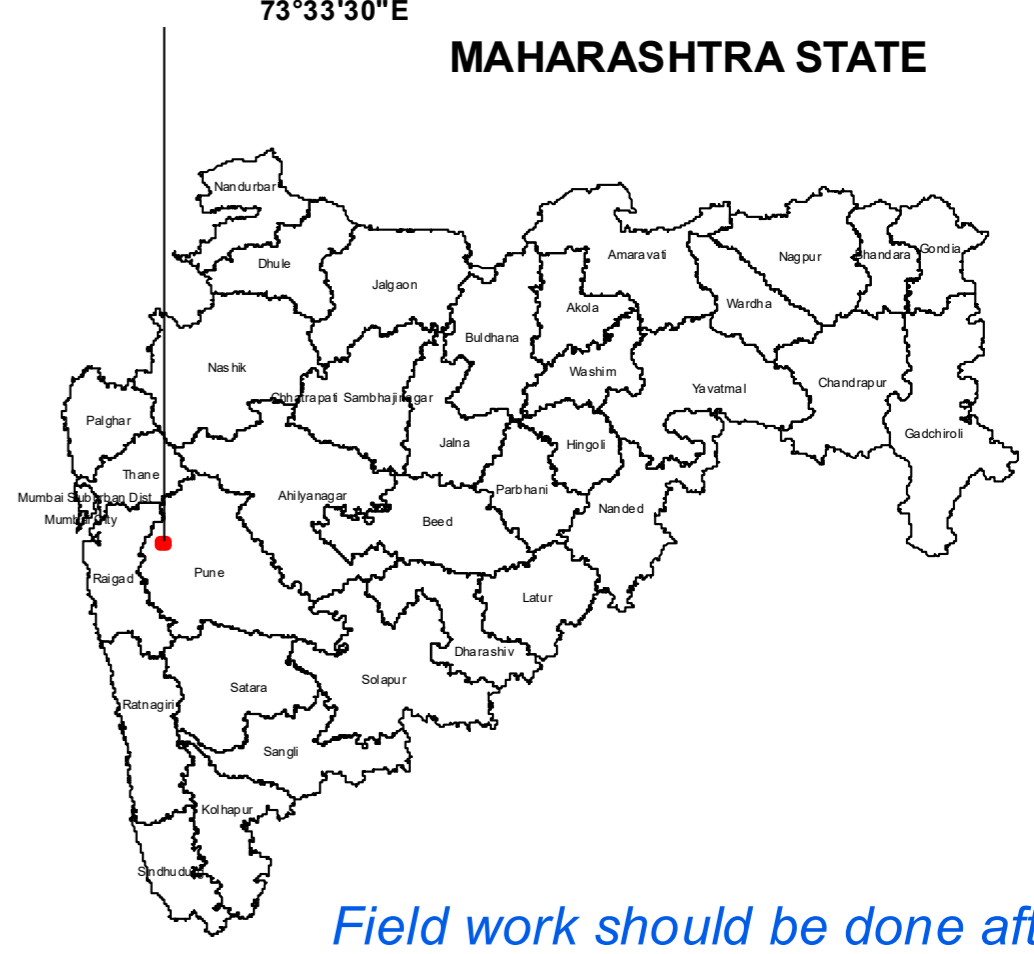 73°33'30"E
MAHARASHTRA STATE
Nandurbar
Dhule
Jalgaon
Amaravati
Nagpur
Bhandara
Gondia
Akola
Wardha
Buldhana
Nashik
Washim
Chhatrapati Sambhajinagar
Yavatmal
Chandrapur
Palghar
Jalna
Hingoli
Gadchiroli
Thane
Parbhani
Mumbai Suburban Dist
Ahilyanagar
Nanded
Mumbai City
Beed
Raigad
Pune
Latur
Dharashiv
Solapur
Satara
Ratnagiri
Sangli
Kolhapur
Sindhudurg
Field work should be done aft